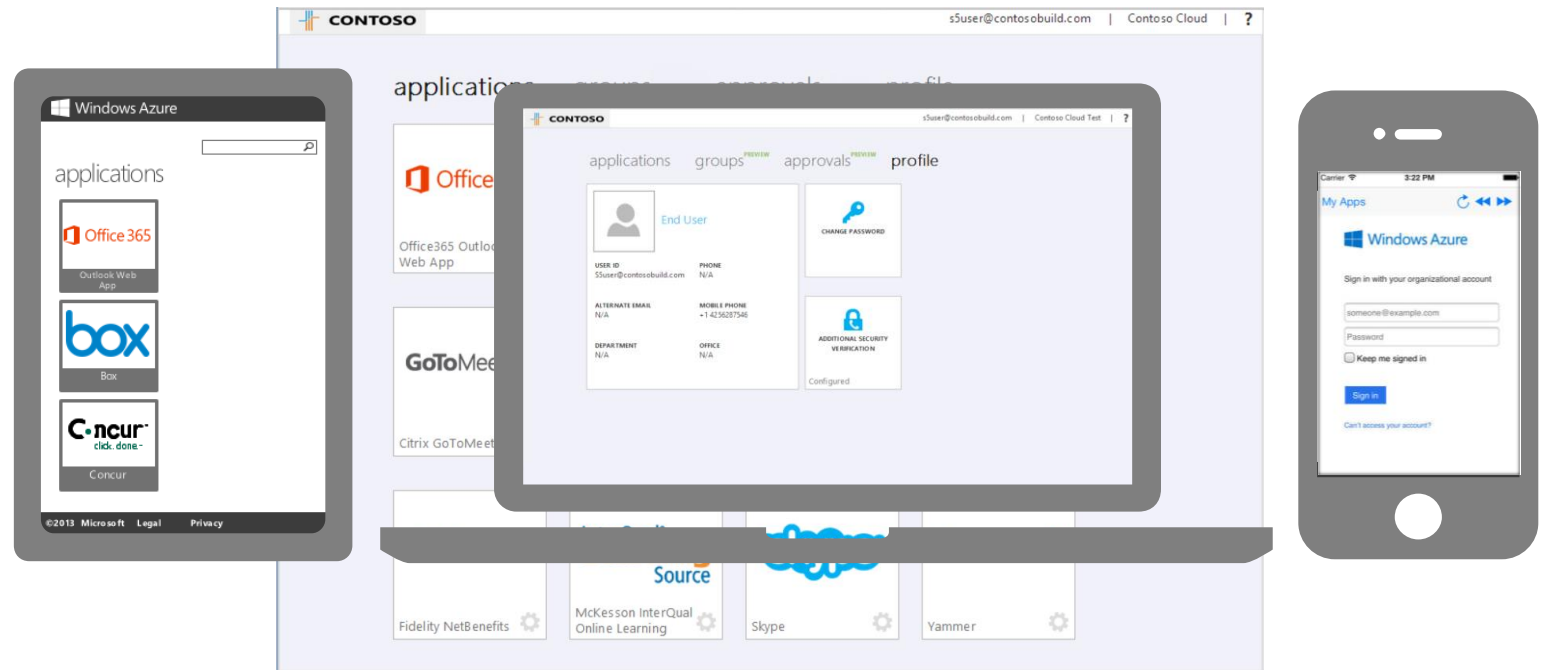 CONTOSO
s5user@contosobuild.com | Contoso Cloud | ?
applications groups approvals profile
Office
Office365 Outlook
Web App
GoToMee
Citrix GoToMeet
Source
Fidelity NetBenefits
McKesson InterQual
Online Learning
Skype
Yammer
Windows Azure
applications
Office 365
Outlook Web
App
box
Box
Concur
click. done.
Concur
©2013 Microsoft Legal Privacy
CONTOSO
s5user@contosobuild.com | Contoso Cloud Test | ?
applications groups PREVIEW approvals PREVIEW profile
End User
USER ID
S5user@contosobuild.com
PHONE
N/A
ALTERNATE EMAIL
N/A
MOBILE PHONE
+1 4256287546
DEPARTMENT
N/A
OFFICE
N/A
CHANGE PASSWORD
ADDITIONAL SECURITY
VERIFICATION
Configured
Carrier 3:22 PM
My Apps
Windows Azure
Sign in with your organizational account
someone@example.com
Password
Keep me signed in
Sign in
Can't access your account?